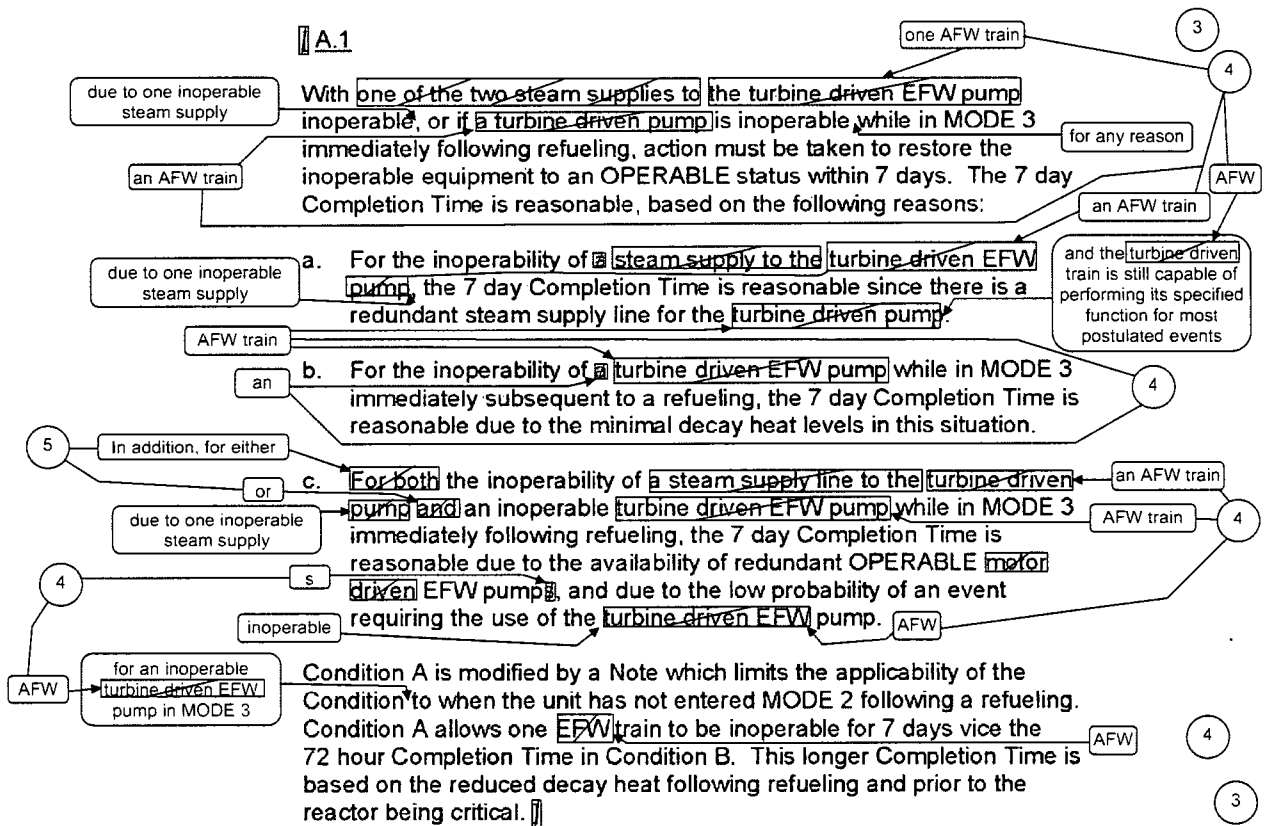 A.1
one AFW train
3
4
due to one inoperable
steam supply
With one of the two steam supplies to the turbine driven EFW pump
inoperable, or if a turbine driven pump is inoperable while in MODE 3
for any reason
immediately following refueling, action must be taken to restore the
an AFW train
inoperable equipment to an OPERABLE status within 7 days. The 7 day
AFW
Completion Time is reasonable, based on the following reasons:
an AFW train
due to one inoperable
steam supply
a. For the inoperability of a steam supply to the turbine driven EFW
pump, the 7 day Completion Time is reasonable since there is a
redundant steam supply line for the turbine driven pump.
and the turbine driven
train is still capable of
performing its specified
function for most
postulated events
AFW train
an
b. For the inoperability of a turbine driven EFW pump while in MODE 3
immediately subsequent to a refueling, the 7 day Completion Time is
reasonable due to the minimal decay heat levels in this situation.
4
5
In addition, for either
or
due to one inoperable
steam supply
c. For both the inoperability of a steam supply line to the turbine driven
pump and an inoperable turbine driven EFW pump while in MODE 3
immediately following refueling, the 7 day Completion Time is
reasonable due to the availability of redundant OPERABLE motor
driven EFW pump, and due to the low probability of an event
requiring the use of the turbine driven EFW pump.
an AFW train
AFW train
4
4
s
inoperable
AFW
AFW
for an inoperable
turbine driven EFW
pump in MODE 3
Condition A is modified by a Note which limits the applicability of the
Condition to when the unit has not entered MODE 2 following a refueling.
Condition A allows one EFW train to be inoperable for 7 days vice the
72 hour Completion Time in Condition B. This longer Completion Time is
based on the reduced decay heat following refueling and prior to the
reactor being critical.
AFW
4
3